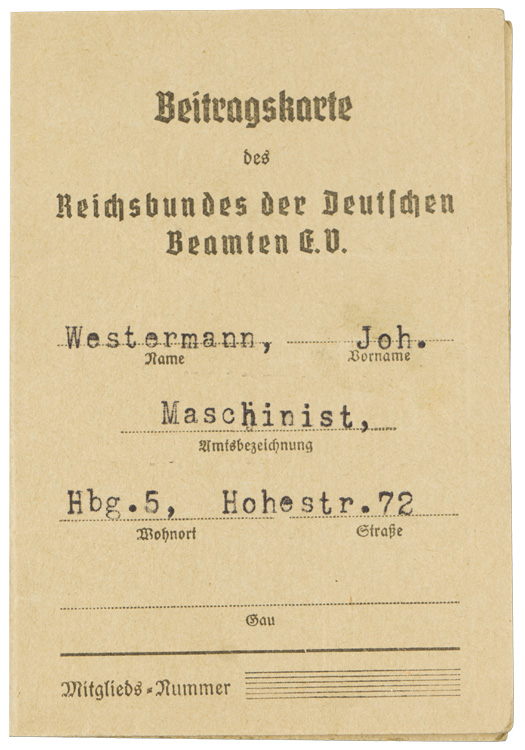 Beitragskarte
des
Reichsbundes der Deutschen
Beamten E.V.
Westermann, Joh.
Name Vorname
Maschinist,
Amtsbezeichnung
Hbg.5, Hohestr.72
Wohnort Straße
Gau
Mitglieds-Nummer